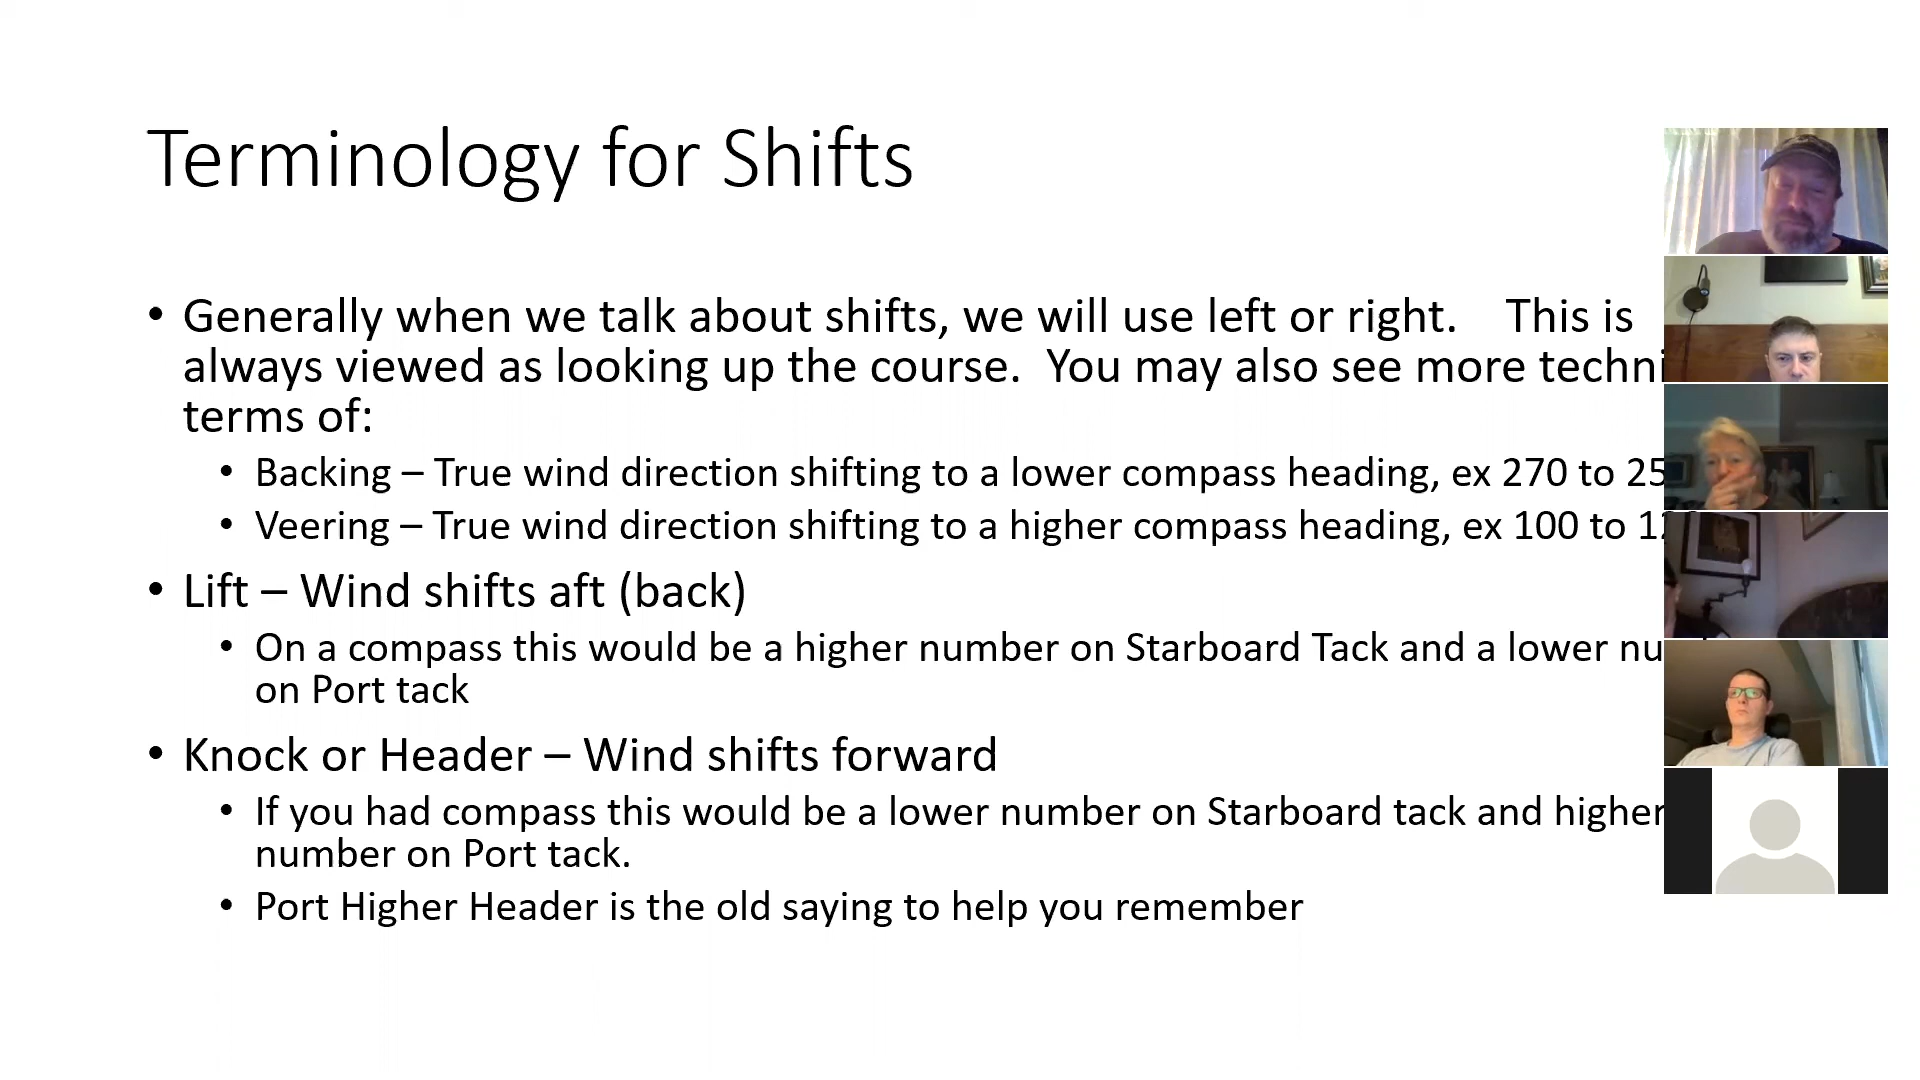 Terminology for Shifts
• Generally when we talk about shifts, we will use left or right. This is
always viewed as looking up the course. You may also see more
terms of:
• Backing – True wind direction shifting to a lower compass heading, ex 270 to
• Veering – True wind direction shifting to a higher compass heading, ex 100 to
• Lift – Wind shifts aft (back)
• On a compass this would be a higher number on Starboard Tack and a lower
on Port tack
• Knock or Header – Wind shifts forward
• If you had compass this would be a lower number on Starboard tack and higher
number on Port tack.
• Port Higher Header is the old saying to help you remember